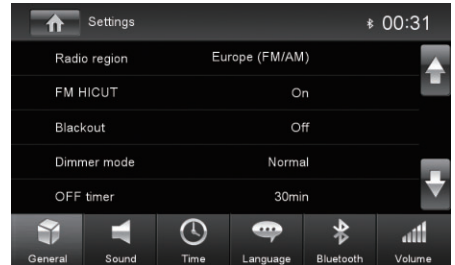 Settings 00:31
Radio region Europe (FM/AM)
FM HICUT On
Blackout Off
Dimmer mode Normal
OFF timer 30min
General Sound Time Language Bluetooth Volume